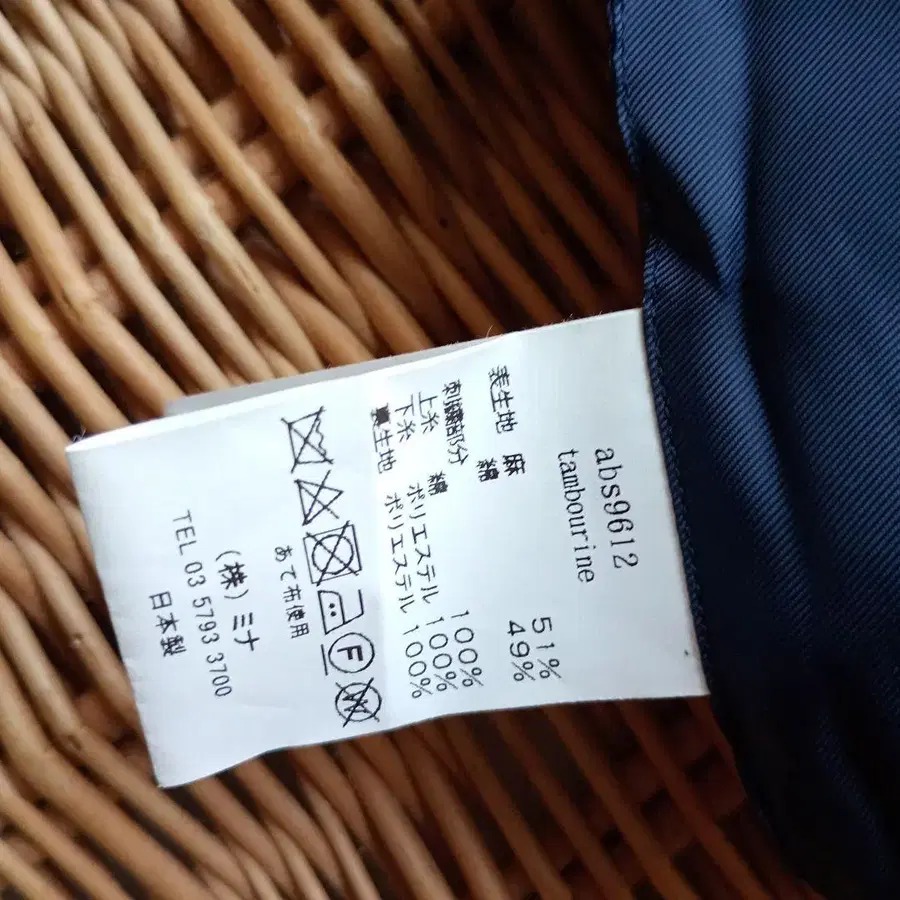 abs9612
tambourine
表生地 麻 51%
綿 49%
刺繍部分
上糸 綿 100%
下糸 ポリエステル 100%
裏生地 ポリエステル 100%
F
W
あて布使用
(株)ミナ
TEL 03 5793 3700
日本製